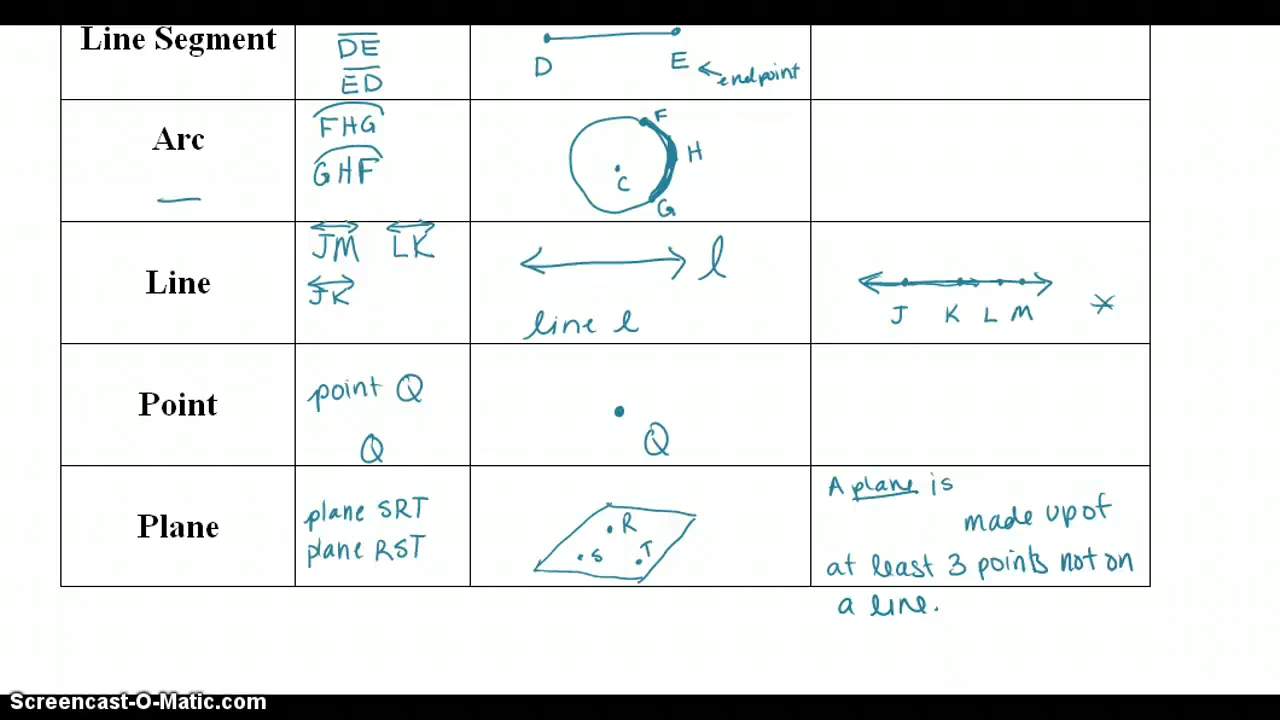 Line Segment
DE
ED
D
E
endpoint
Arc
FHG
GHF
F
H
C
G
Line
JM LK
JK
l
line l
J K L M
Point
point Q
Q
Q
Plane
plane SRT
plane RST
R
S
T
A plane is
made up of
at least 3 points not on
a line.
Screencast-O-Matic.com